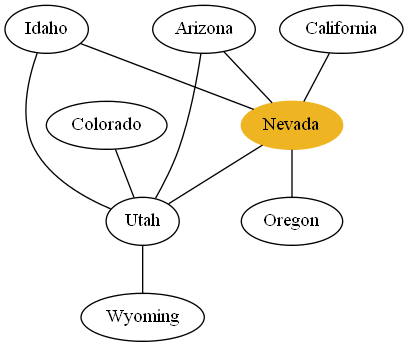 Idaho
Arizona
California
Colorado
Nevada
Utah
Oregon
Wyoming